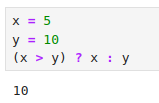 x = 5
y = 10
(x > y) ? x : y
10